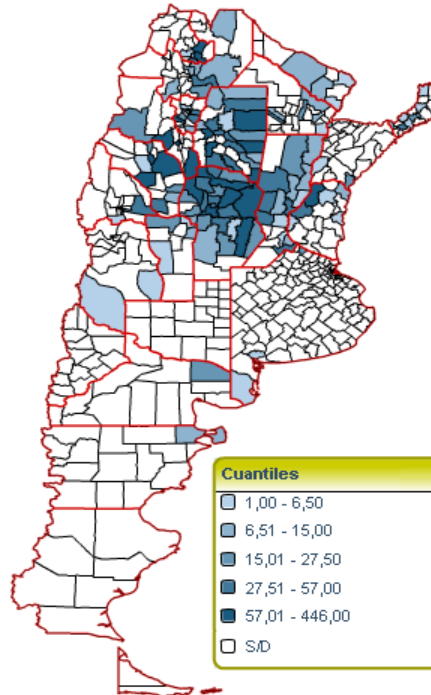 Cuantiles
1,00 - 6,50
6,51 - 15,00
15,01 - 27,50
27,51 - 57,00
57,01 - 446,00
S/D